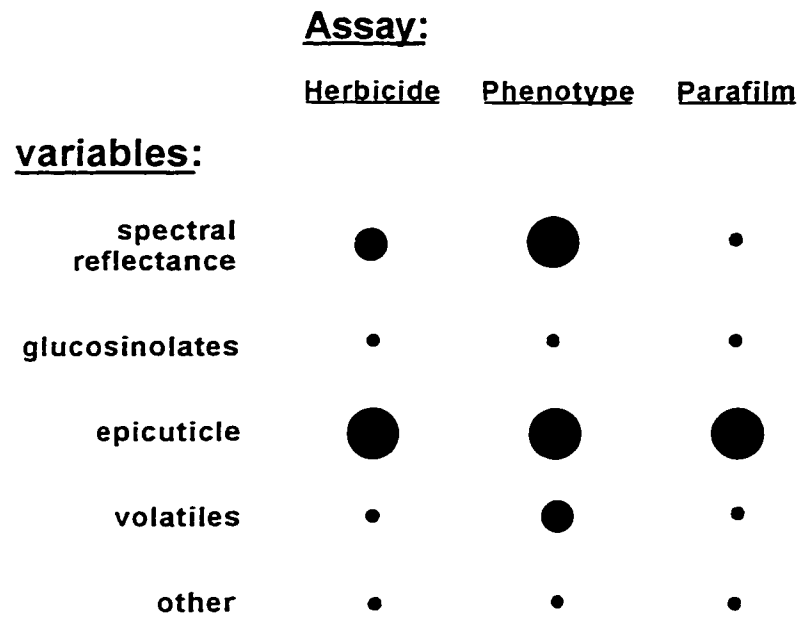 Assay:
Herbicide Phenotype Parafilm
variables:
spectral
reflectance
glucosinolates
epicuticle
volatiles
other